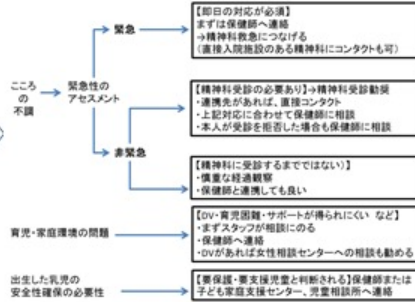 緊急
【即日の対応が必須】
まずは保健師へ連絡
→精神科救急につなげる
(直接入院施設のある精神科にコンタクトも可)
こころ
の
不調
緊急性の
アセスメント
【精神科受診の必要あり】→精神科受診勧奨
・連携先があれば、直接コンタクト
・上記対応に合わせて保健師に相談
・本人が受診を拒否した場合も保健師に相談
非緊急
【精神科に受診するまでではない)】
・慎重な経過観察
・保健師と連携しても良い
育児・家庭環境の問題
【DV・育児困難・サポートが得られにくい など】
・まずスタッフが相談にのる
・保健師へ連絡
・DVがあれば女性相談センターへの相談も勧める
出生した乳児の
安全性確保の必要性
【要保護・要支援児童と判断される】保健師または
子ども家庭支援センター、児童相談所へ連絡